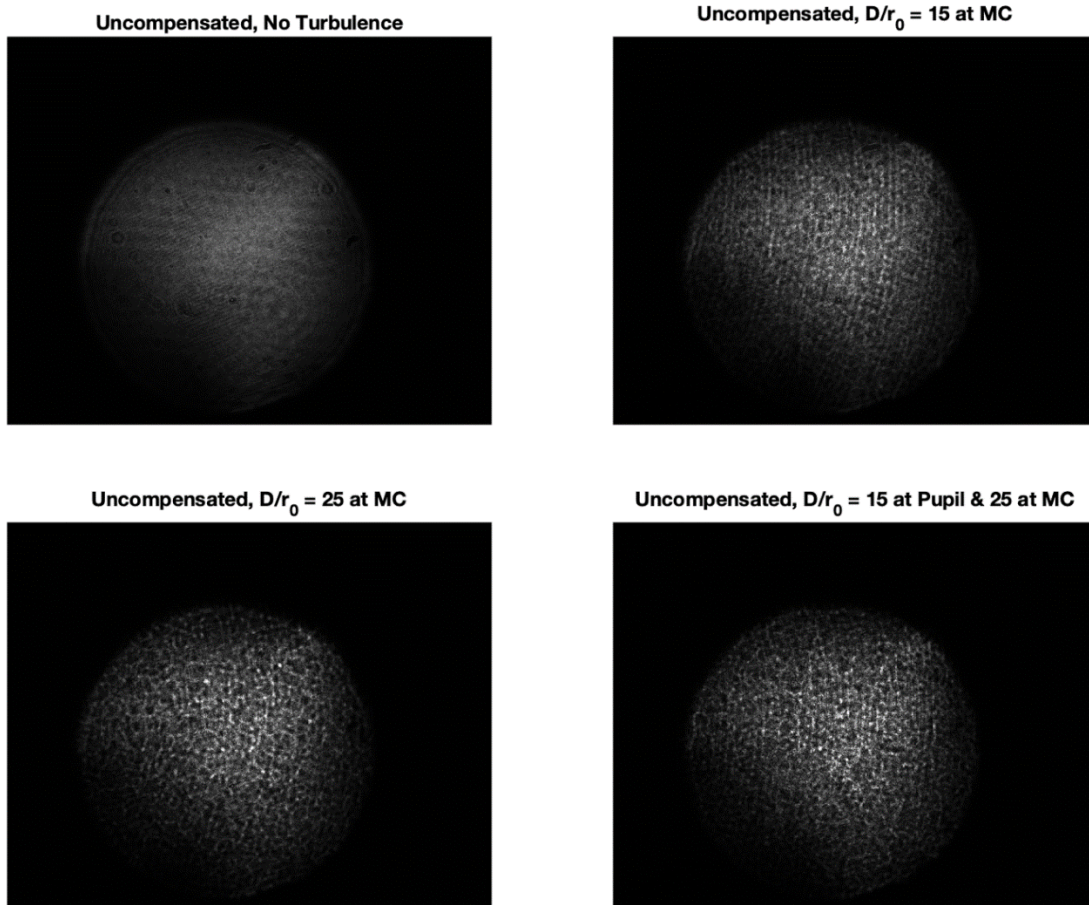 Uncompensated, No Turbulence
Uncompensated, D/r0 = 15 at MC
Uncompensated, D/r0 = 25 at MC
Uncompensated, D/r0 = 15 at Pupil & 25 at MC